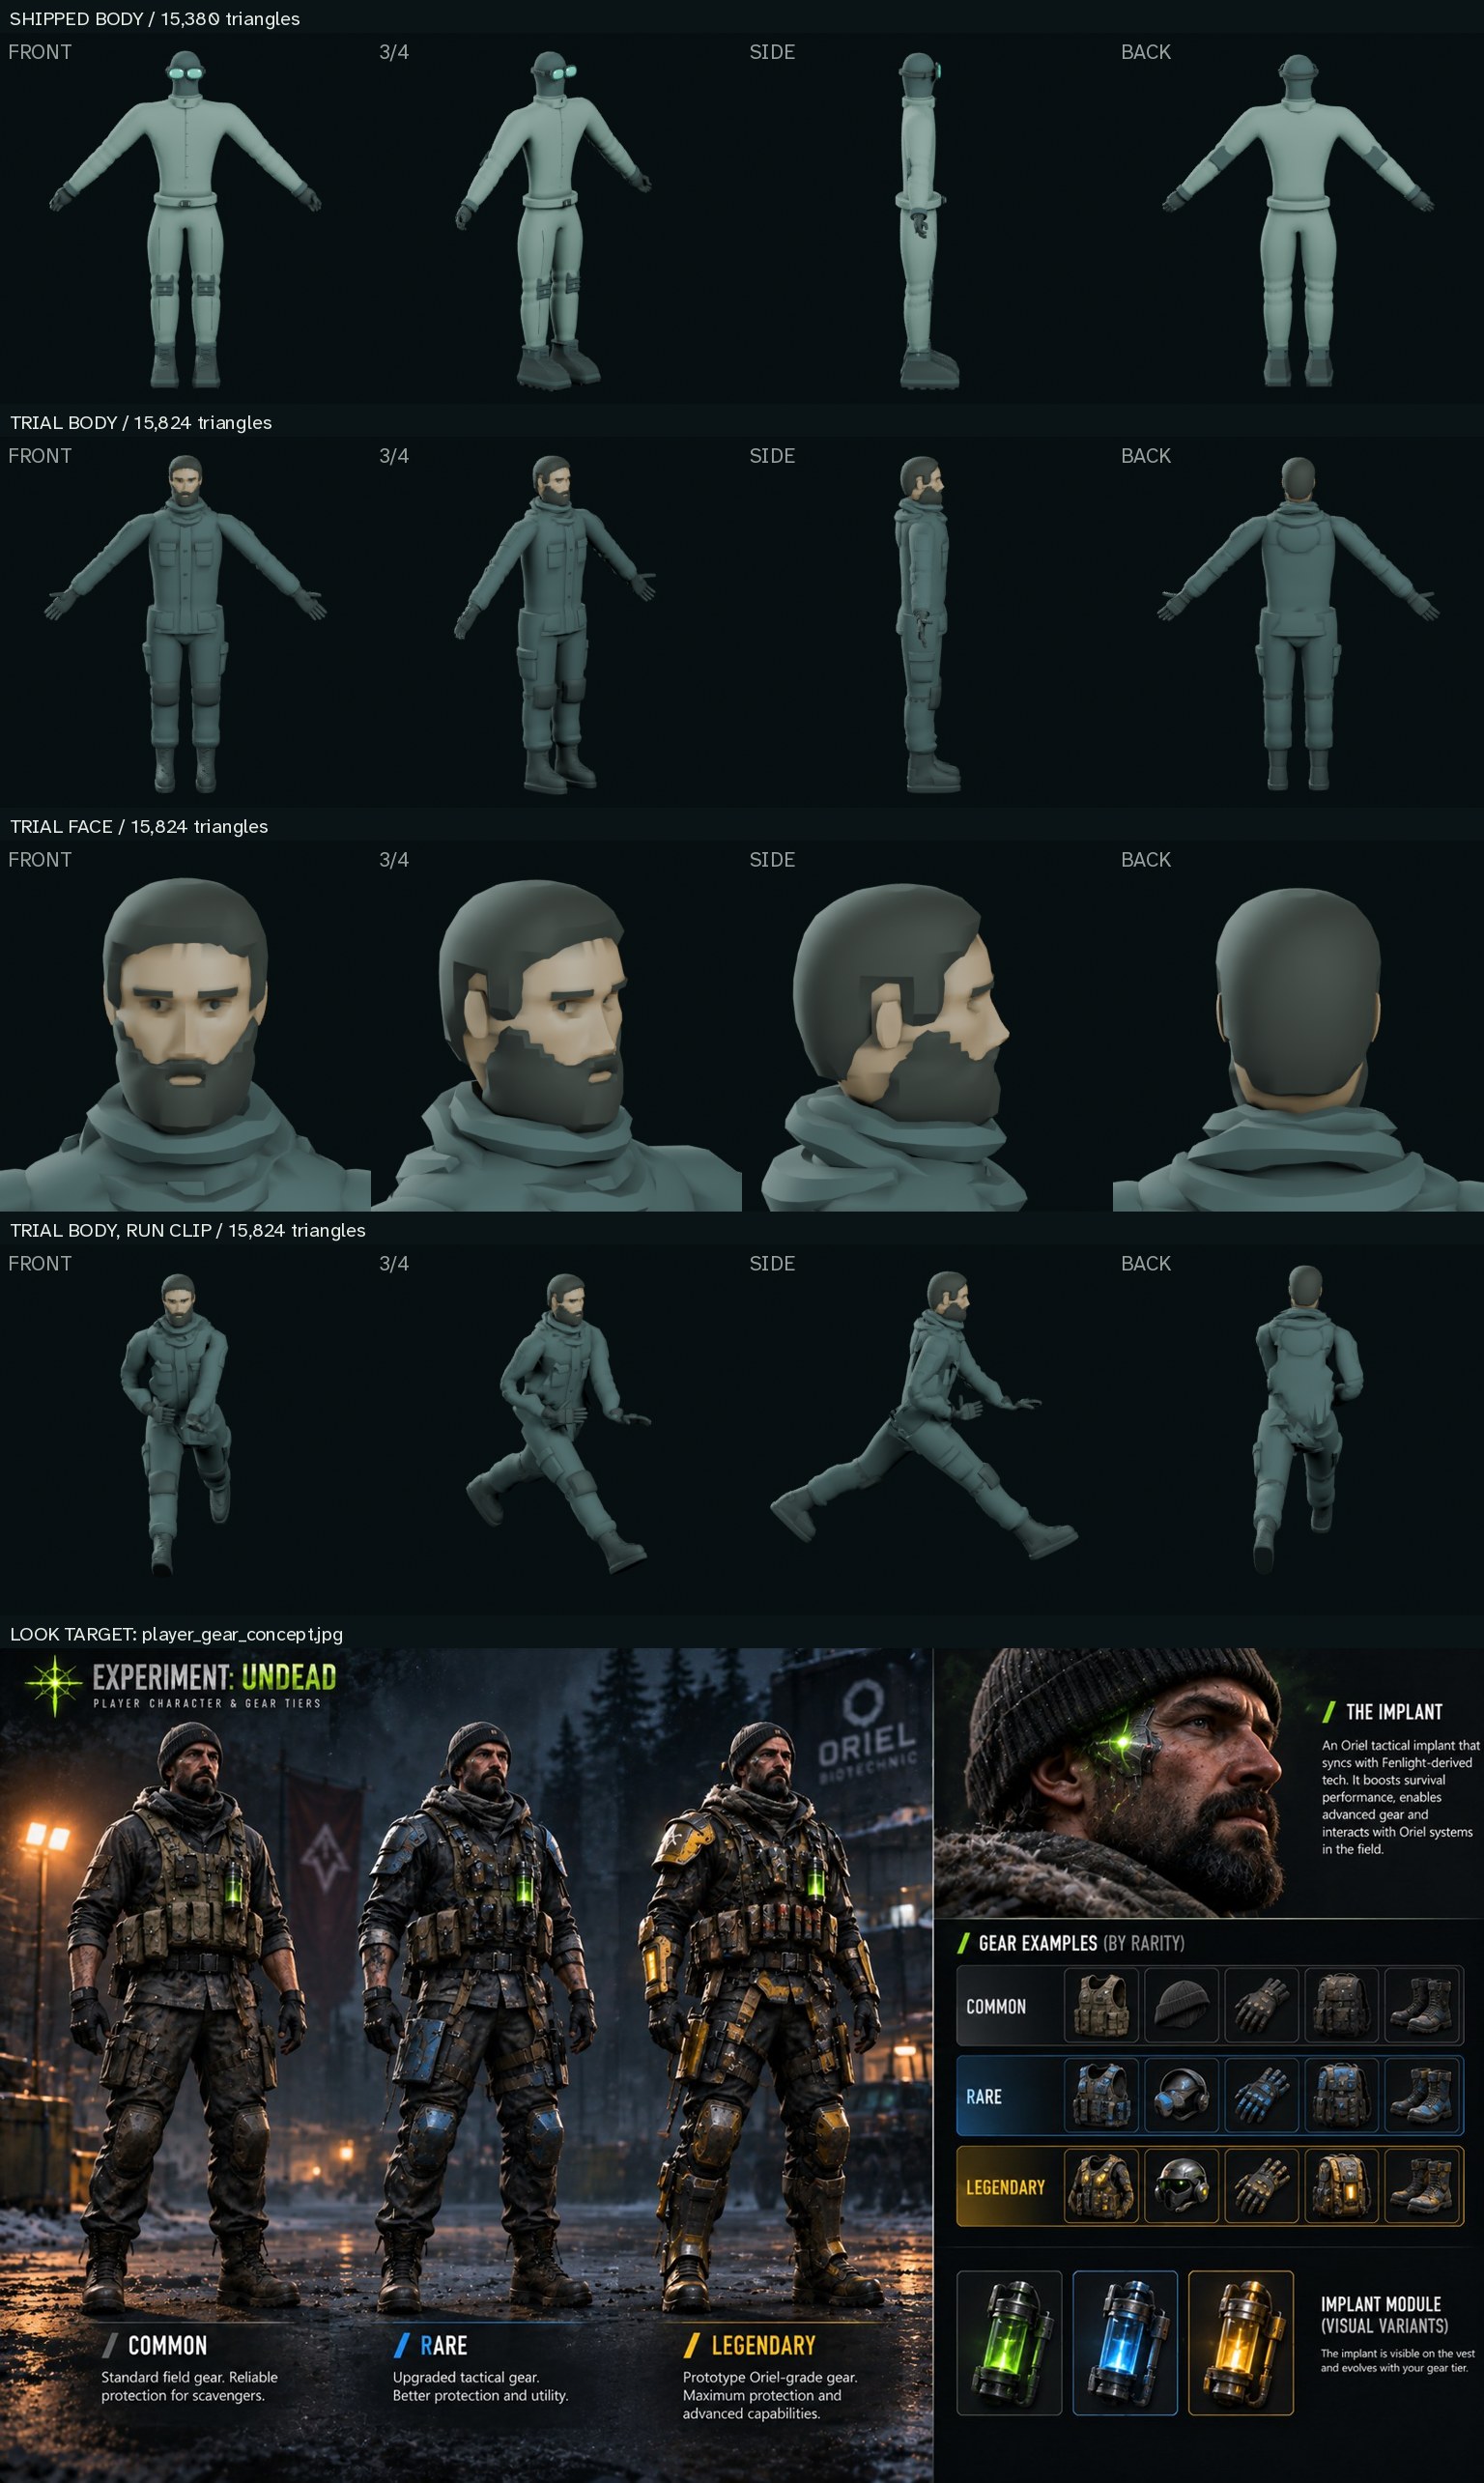 SHIPPED BODY / 15,380 triangles
FRONT
3/4
SIDE
BACK
TRIAL BODY / 15,824 triangles
FRONT
3/4
SIDE
BACK
TRIAL FACE / 15,824 triangles
FRONT
3/4
SIDE
BACK
TRIAL BODY, RUN CLIP / 15,824 triangles
FRONT
3/4
SIDE
BACK
LOOK TARGET: player_gear_concept.jpg
EXPERIMENT: UNDEAD
PLAYER CHARACTER & GEAR TIERS
ORIEL
BIOTECHNIC
COMMON
Standard field gear. Reliable
protection for scavengers.
RARE
Upgraded tactical gear.
Better protection and utility.
LEGENDARY
Prototype Oriel-grade gear.
Maximum protection and
advanced capabilities.
THE IMPLANT
An Oriel tactical implant that
syncs with Fenlight-derived
tech. It boosts survival
performance, enables
advanced gear and
interacts with Oriel systems
in the field.
GEAR EXAMPLES (BY RARITY)
COMMON
RARE
LEGENDARY
IMPLANT MODULE
(VISUAL VARIANTS)
The implant is visible on the vest
and evolves with your gear tier.